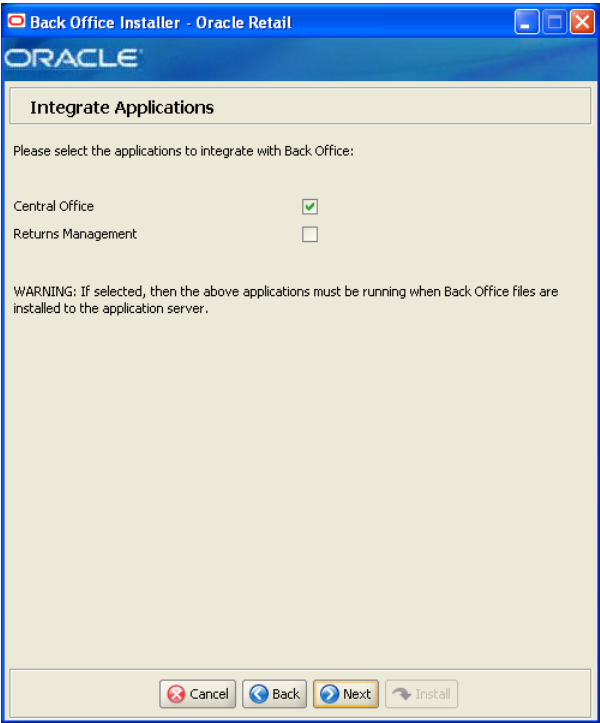 Back Office Installer - Oracle Retail
ORACLE
Integrate Applications
Please select the applications to integrate with Back Office:
Central Office
Returns Management
WARNING: If selected, then the above applications must be running when Back Office files are
installed to the application server.
Cancel Back Next Install